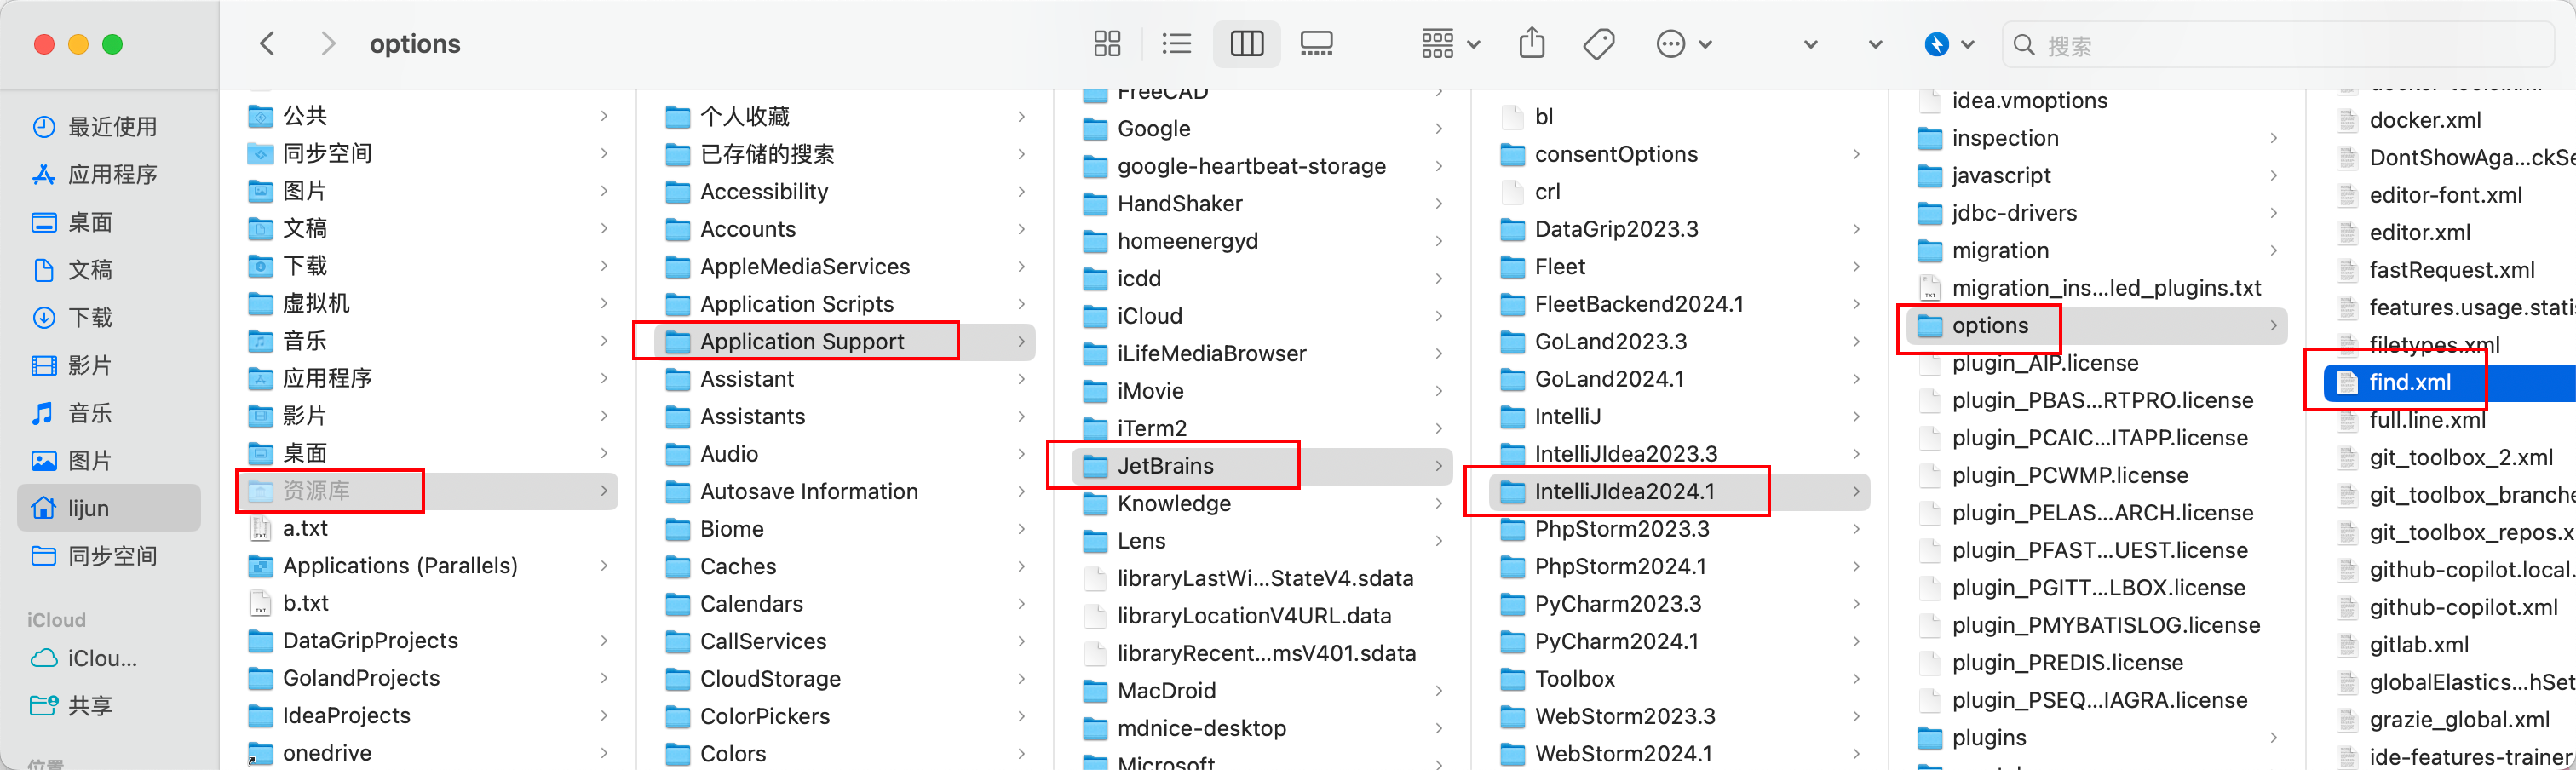 options
搜索
最近使用
应用程序
桌面
文稿
下载
影片
音乐
图片
lijun
同步空间
iCloud
iClou...
共享
位置
公共
同步空间
图片
文稿
下载
虚拟机
音乐
应用程序
影片
桌面
资源库
a.txt
Applications (Parallels)
b.txt
DataGripProjects
GolandProjects
IdeaProjects
onedrive
个人收藏
已存储的搜索
Accessibility
Accounts
AppleMediaServices
Application Scripts
Application Support
Assistant
Assistants
Audio
Autosave Information
Biome
Caches
Calendars
CallServices
CloudStorage
ColorPickers
Colors
FreeCAD
Google
google-heartbeat-storage
HandShaker
homeenergyd
icdd
iCloud
iLifeMediaBrowser
iMovie
iTerm2
JetBrains
Knowledge
Lens
libraryLastWi...StateV4.sdata
libraryLocationV4URL.data
libraryRecent...msV401.sdata
MacDroid
mdnice-desktop
Microsoft
bl
consentOptions
crl
DataGrip2023.3
Fleet
FleetBackend2024.1
GoLand2023.3
GoLand2024.1
IntelliJ
IntelliJIdea2023.3
IntelliJIdea2024.1
PhpStorm2023.3
PhpStorm2024.1
PyCharm2023.3
PyCharm2024.1
Toolbox
WebStorm2023.3
WebStorm2024.1
idea.vmoptions
inspection
javascript
jdbc-drivers
migration
migration_ins...led_plugins.txt
options
plugin_AIP.license
plugin_PBAS...RTPRO.license
plugin_PCAIC...ITAPP.license
plugin_PCWMP.license
plugin_PELAS...ARCH.license
plugin_PFAST...UEST.license
plugin_PGITT...LBOX.license
plugin_PMYBATISLOG.license
plugin_PREDIS.license
plugin_PSEQ...IAGRA.license
plugins
docker-tools.xml
docker.xml
DontShowAga...ckSe
editor-font.xml
editor.xml
fastRequest.xml
features.usage.stati
filetypes.xml
find.xml
full.line.xml
git_toolbox_2.xml
git_toolbox_branche
git_toolbox_repos.x
github-copilot.local.
github-copilot.xml
gitlab.xml
globalElastics...hSet
grazie_global.xml
ide-features-trainer